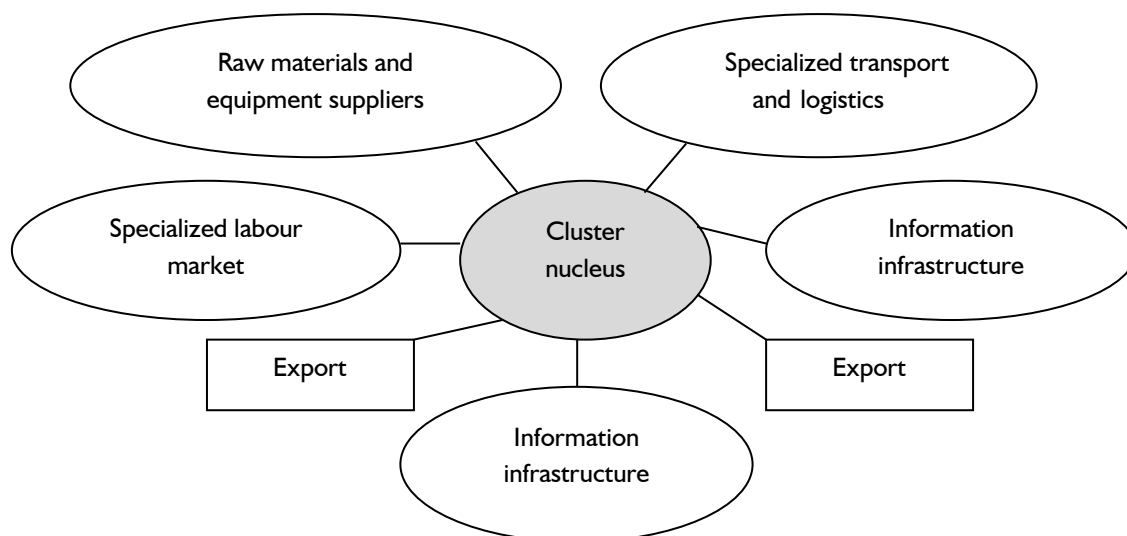 Raw materials and
equipment suppliers
Specialized transport
and logistics
Specialized labour
market
Cluster
nucleus
Information
infrastructure
Export
Export
Information
infrastructure